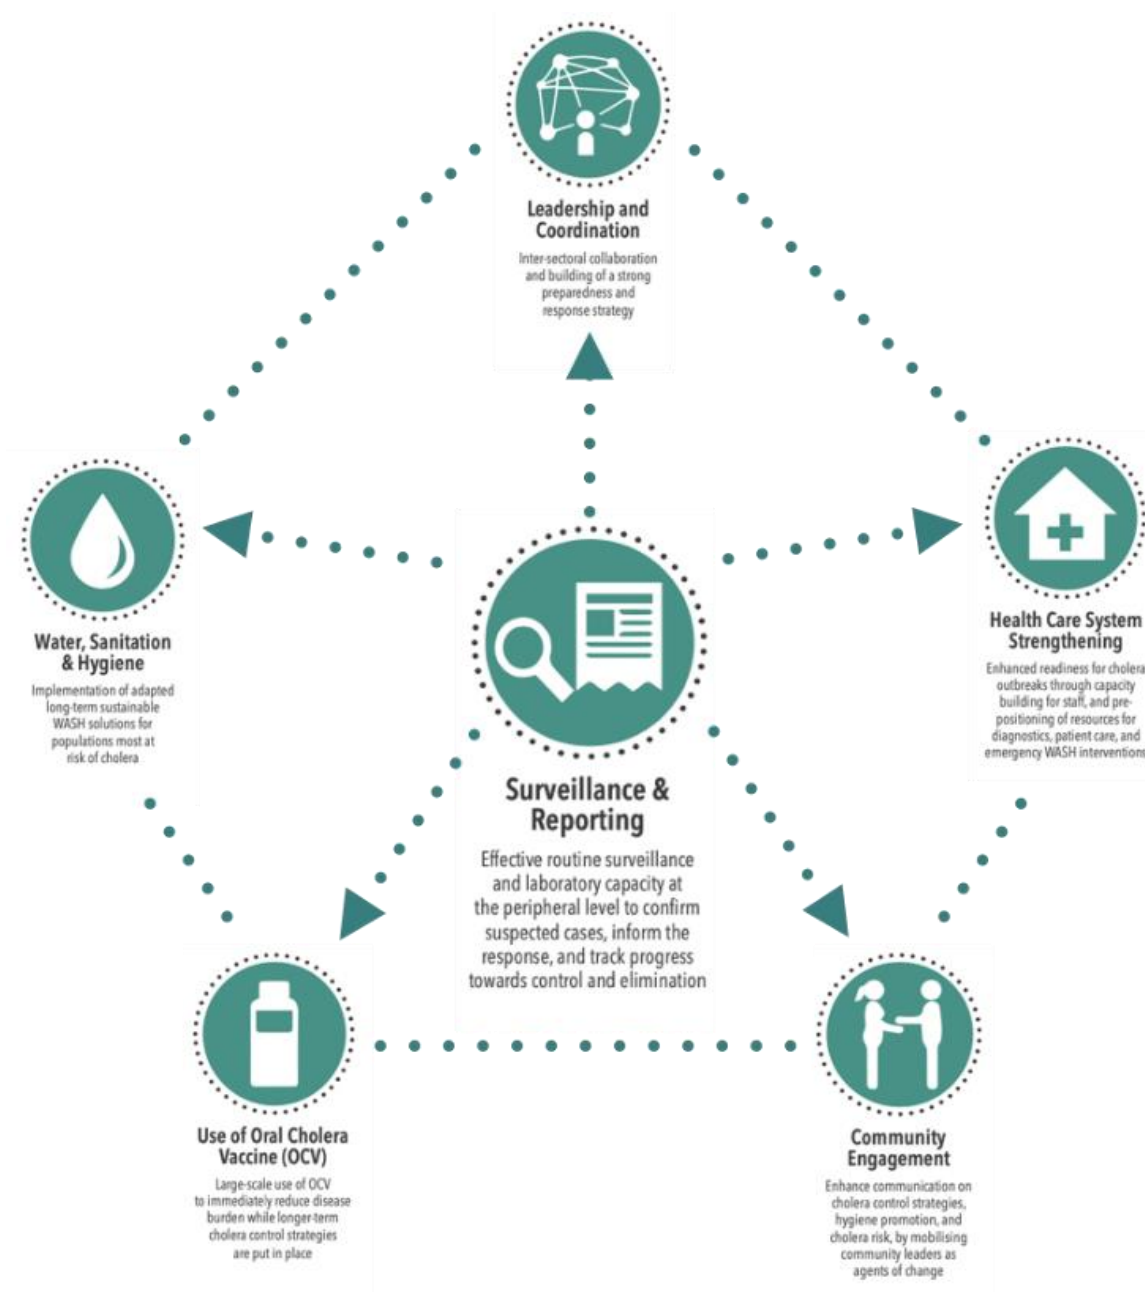 Leadership and
Coordination
Inter-sectoral collaboration
and building of a strong
preparedness and
response strategy
Water, Sanitation
& Hygiene
Implementation of adapted
long-term sustainable
WASH solutions for
populations most at
risk of cholera
Health Care System
Strengthening
Enhanced readiness for cholera
outbreaks through capacity
building for staff, and pre-
positioning of resources for
diagnostics, patient care, and
emergency WASH interventions
Surveillance &
Reporting
Effective routine surveillance
and laboratory capacity at
the peripheral level to confirm
suspected cases, inform the
response, and track progress
towards control and elimination
Use of Oral Cholera
Vaccine (OCV)
Large-scale use of OCV
to immediately reduce disease
burden while longer-term
cholera control strategies
are put in place
Community
Engagement
Enhance communication on
cholera control strategies,
hygiene promotion, and
cholera risk, by mobilising
community leaders as
agents of change